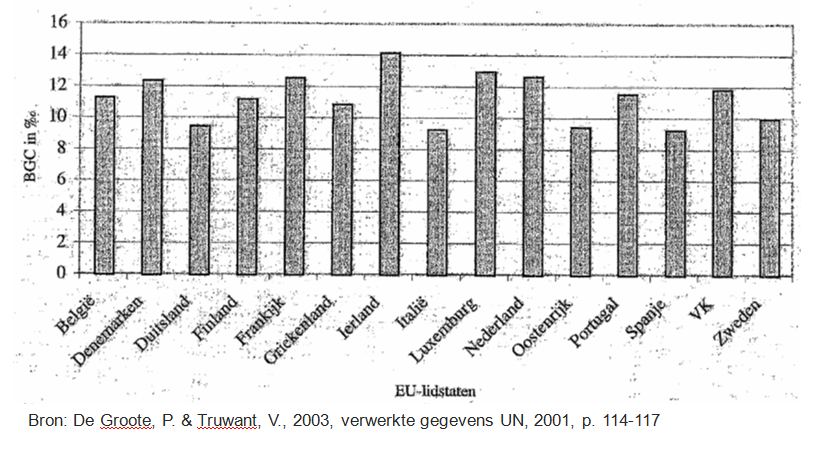 16
14
12
10
8
6
4
2
0
BGC in ‰
België
Denemarken
Duitsland
Finland
Frankijk
Griekenland
Ierland
Italië
Luxemburg
Nederland
Oostenrijk
Portugal
Spanje
VK
Zweden
EU-lidstaten
Bron: De Groote, P. & Truwant, V., 2003, verwerkte gegevens UN, 2001, p. 114-117